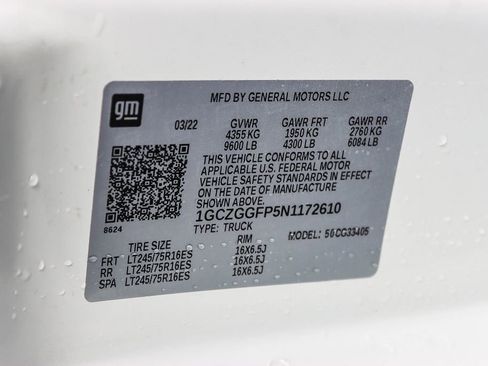 gm
MFD BY GENERAL MOTORS LLC
03/22 GVWR GAWR FRT GAWR RR
4355 KG 1950 KG 2760 KG
9600 LB 4300 LB 6084 LB
THIS VEHICLE CONFORMS TO ALL
APPLICABLE U.S. FEDERAL MOTOR
VEHICLE SAFETY STANDARDS IN
EFFECT ON THE DATE OF MANUFACTURE
SHOWN ABOVE.
1GCZGGFP5N1172610
8624 TYPE: TRUCK MODEL:
TIRE SIZE RIM
FRT LT245/75R16ES 16X6.5J
RR LT245/75R16ES 16X6.5J
SPA LT245/75R16ES 16X6.5J